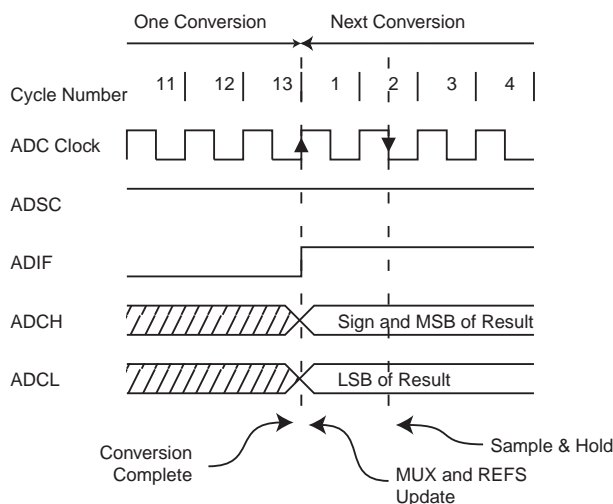 One Conversion Next Conversion
Cycle Number 11 12 13 1 2 3 4
ADC Clock
ADSC
ADIF
ADCH Sign and MSB of Result
ADCL LSB of Result
Conversion
Complete
MUX and REFS
Update
Sample & Hold